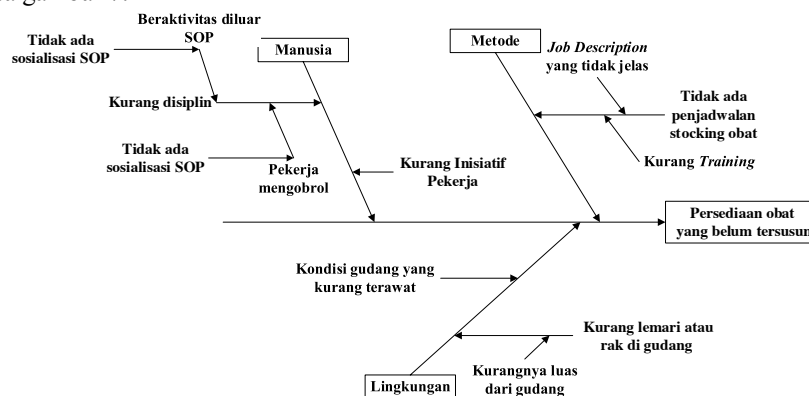 Beraktivitas diluar
SOP
Tidak ada
sosialisasi SOP
Manusia
Kurang disiplin
Tidak ada
sosialisasi SOP
Pekerja
mengobrol
Kurang Inisiatif
Pekerja
Metode
Job Description
yang tidak jelas
Tidak ada
penjadwalan
stocking obat
Kurang Training
Persediaan obat
yang belum tersusun
Kondisi gudang yang
kurang terawat
Kurang lemari atau
rak di gudang
Kurangnya luas
dari gudang
Lingkungan